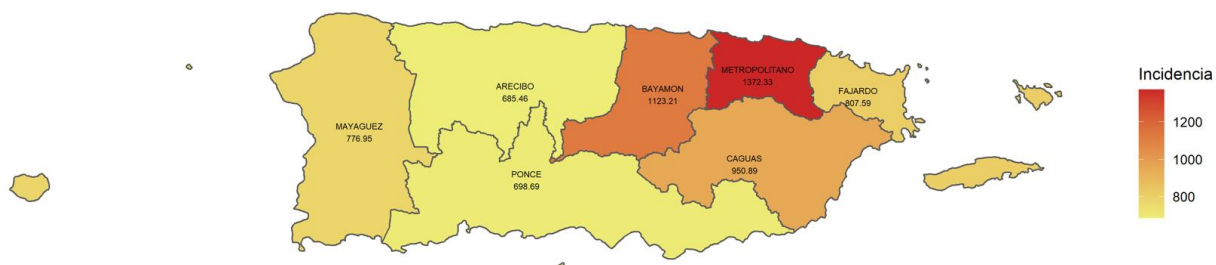 METROPOLITANO
1372.33
ARECIBO
685.46
BAYAMON
1123.21
FAJARDO
807.59
MAYAGUEZ
776.95
CAGUAS
950.89
PONCE
698.69
Incidencia
1200
1000
800